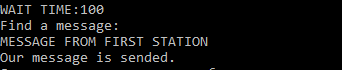 WAIT TIME:100
Find a message:
MESSAGE FROM FIRST STATION
Our message is sended.